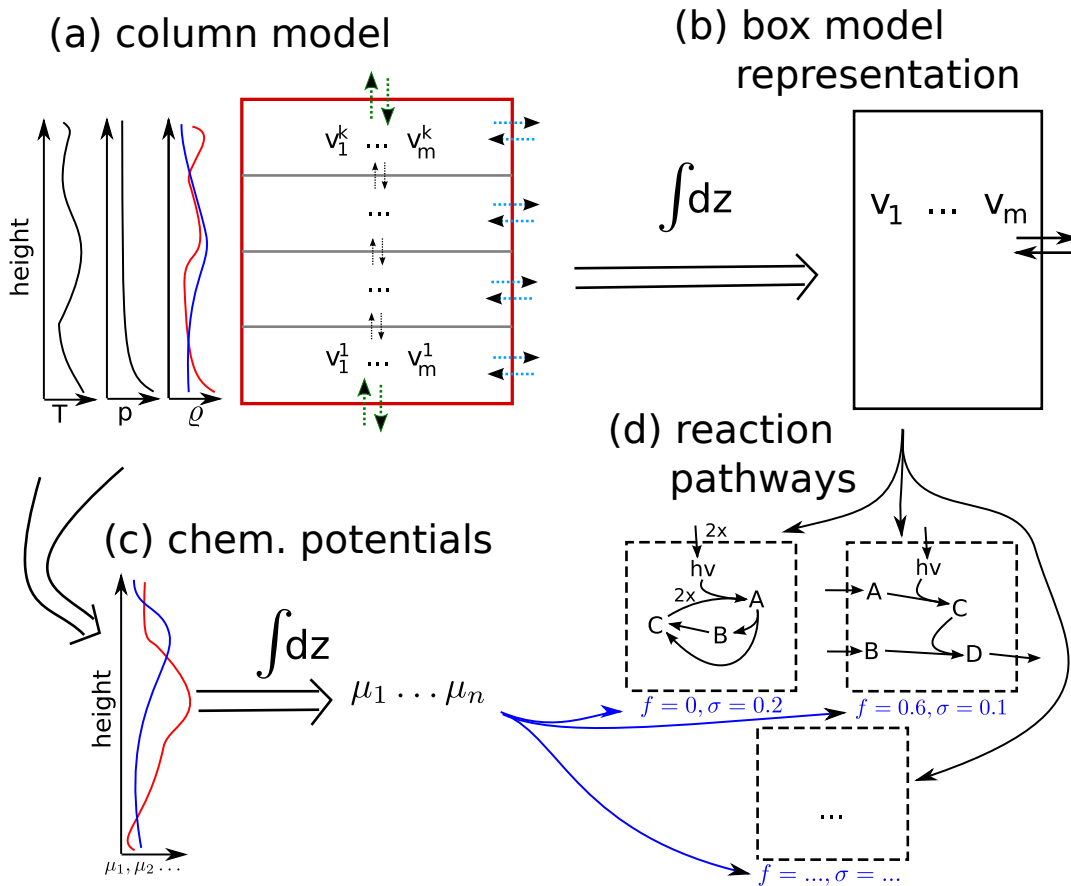 (a) column model
height
T
p
ϱ
v₁ᵏ ... vₘᵏ
...
...
v₁¹ ... vₘ¹
∫dz
(b) box model
representation
v₁ ... vₘ
(c) chem. potentials
height
μ₁, μ₂ ...
∫dz
μ₁ ... μₙ
(d) reaction
pathways
2x
hν
2x
A
C
B
f = 0, σ = 0.2
hν
A
C
B
D
f = 0.6, σ = 0.1
...
f = ..., σ = ...